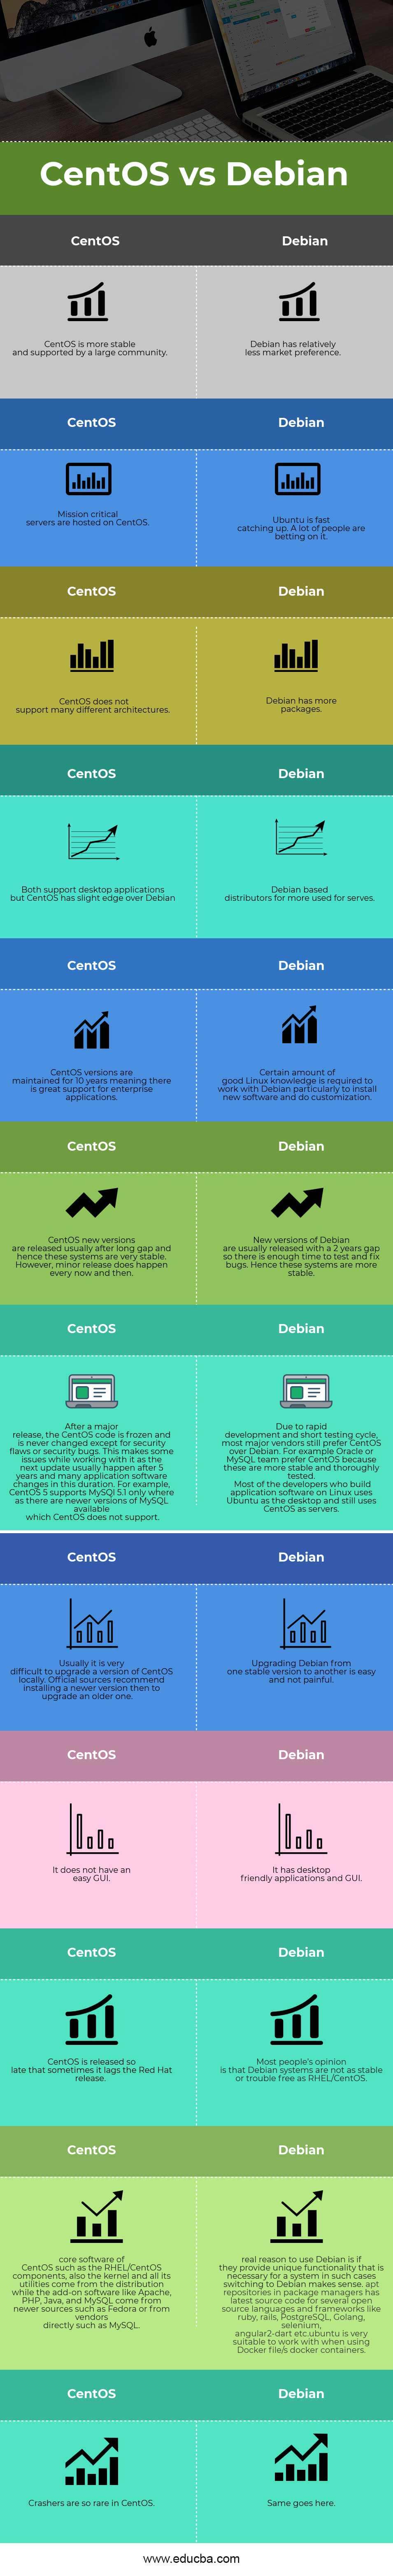 CentOS vs Debian
CentOS
Debian
CentOS is more stable
and supported by a large community.
Debian has relatively
less market preference.
CentOS
Debian
Mission critical
servers are hosted on CentOS.
Ubuntu is fast
catching up. A lot of people are
betting on it.
CentOS
Debian
CentOS does not
support many different architectures.
Debian has more
packages.
CentOS
Debian
Both support desktop applications
but CentOS has slight edge over Debian
Debian based
distributors for more used for serves.
CentOS
Debian
CentOS versions are
maintained for 10 years meaning there
is great support for enterprise
applications.
Certain amount of
good Linux knowledge is required to
work with Debian particularly to install
new software and do customization.
CentOS
Debian
CentOS new versions
are released usually after long gap and
hence these systems are very stable.
However, minor release does happen
every now and then.
New versions of Debian
are usually released with a 2 years gap
so there is enough time to test and fix
bugs. Hence these systems are more
stable.
CentOS
Debian
After a major
release, the CentOS code is frozen and
is never changed except for security
flaws or security bugs. This makes some
issues while working with it as the
next update usually happen after 5
years and many application software
changes in this duration. For example,
CentOS 5 supports MySQl 5.1 only where
as there are newer versions of MySQL
available
which CentOS does not support.
Due to rapid
development and short testing cycle,
most major vendors still prefer CentOS
over Debian. For example Oracle or
MySQL team prefer CentOS because
these are more stable and thoroughly
tested.
Most of the developers who build
application software on Linux uses
Ubuntu as the desktop and still uses
CentOS as servers.
CentOS
Debian
Usually it is very
difficult to upgrade a version of CentOS
locally. Official sources recommend
installing a newer version then to
upgrade an older one.
Upgrading Debian from
one stable version to another is easy
and not painful.
CentOS
Debian
It does not have an
easy GUI.
It has desktop
friendly applications and GUI.
CentOS
Debian
CentOS is released so
late that sometimes it lags the Red Hat
release.
Most people's opinion
is that Debian systems are not as stable
or trouble free as RHEL/CentOS.
CentOS
Debian
core software of
CentOS such as the RHEL/CentOS
components, also the kernel and all its
utilities come from the distribution
while the add-on software like Apache,
PHP, Java, and MySQL come from
newer sources such as Fedora or from
vendors
directly such as MySQL.
real reason to use Debian is if
they provide unique functionality that is
necessary for a system in such cases
switching to Debian makes sense. apt
repositories in package managers has
latest source code for several open
source languages and frameworks like
ruby, rails, PostgreSQL, Golang,
selenium,
angular2-dart etc.ubuntu is very
suitable to work with when using
Docker file/s docker containers.
CentOS
Debian
Crashers are so rare in CentOS.
Same goes here.
www.educba.com